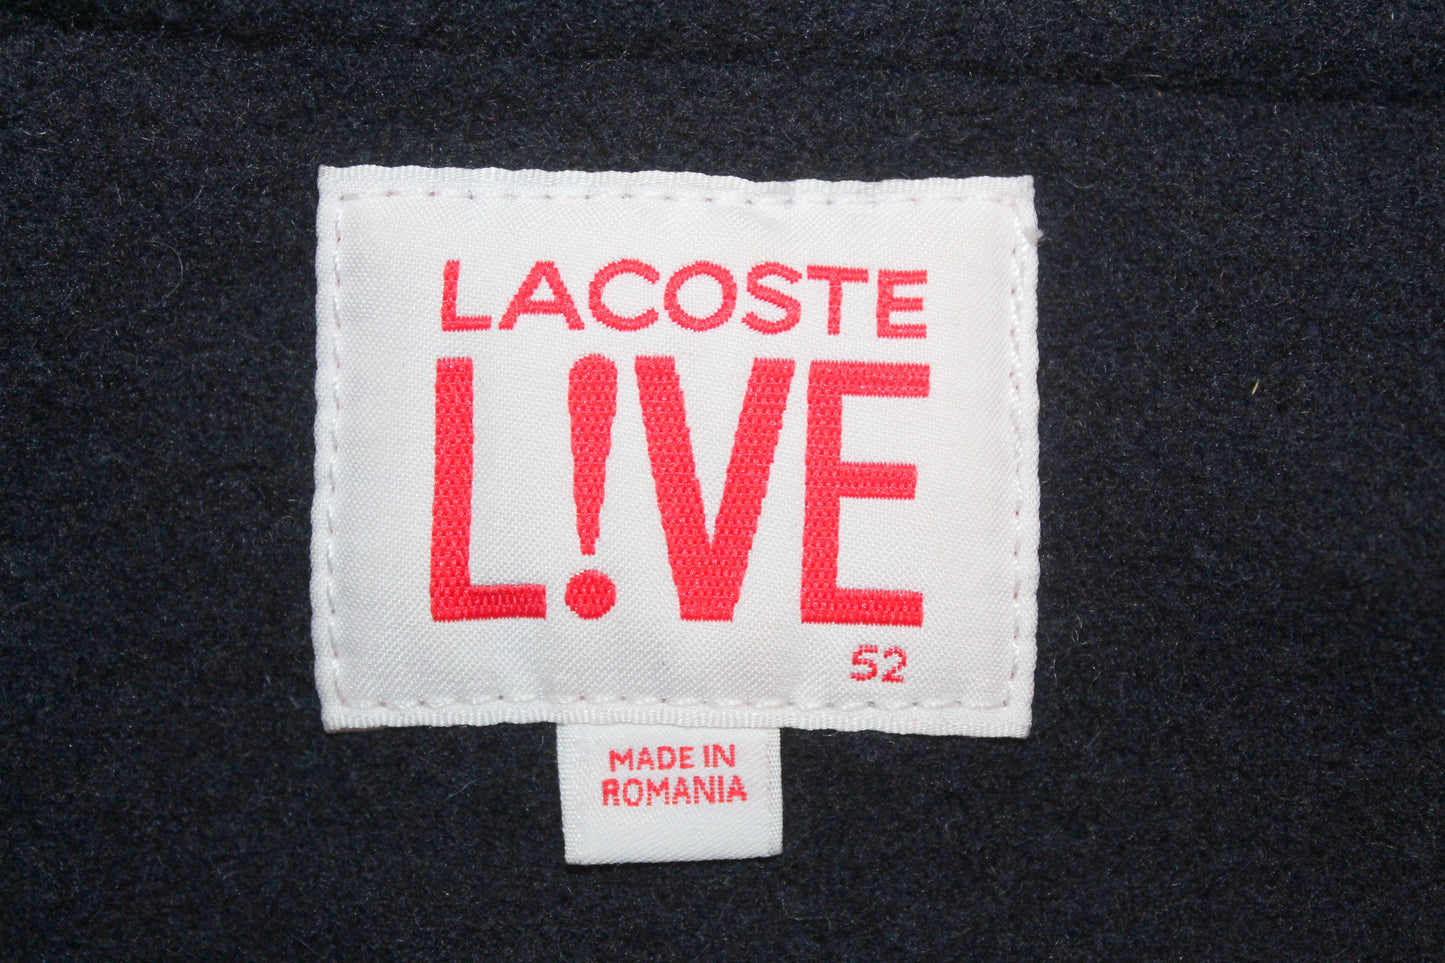 LACOSTE
L!VE
52
MADE IN
ROMANIA